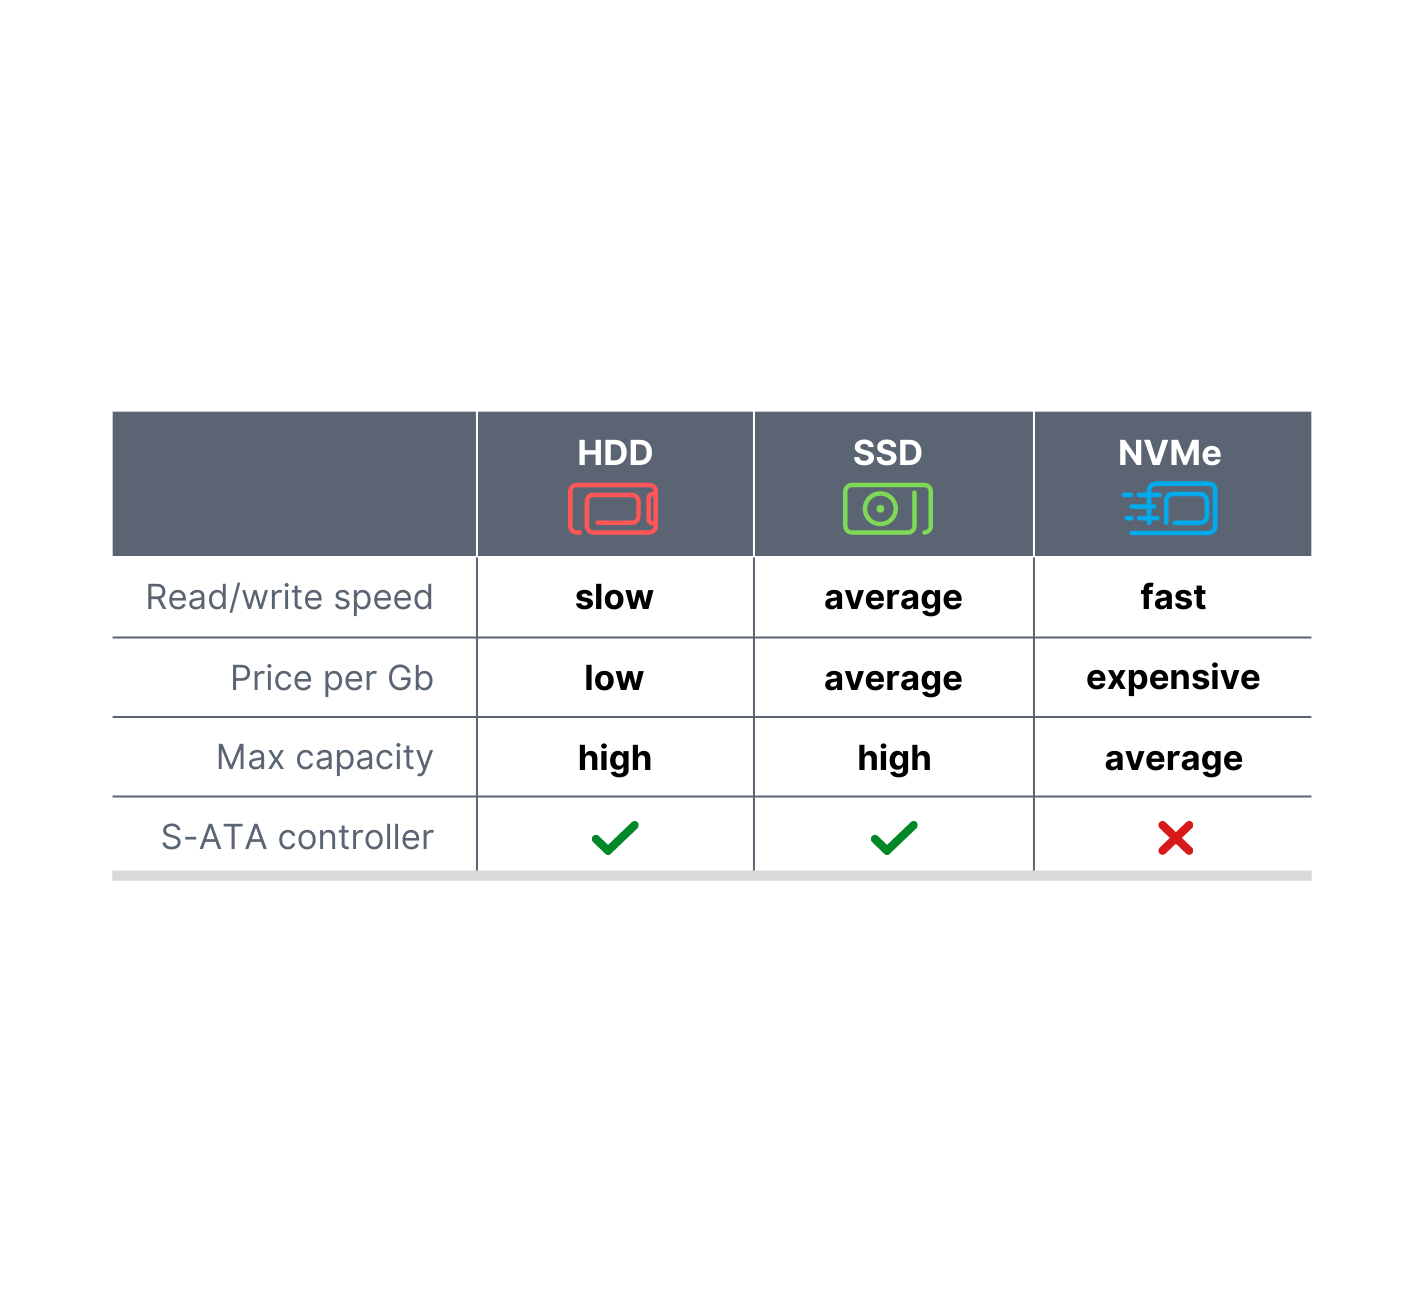 HDD SSD NVMe
Read/write speed slow average fast
Price per Gb low average expensive
Max capacity high high average
S-ATA controller